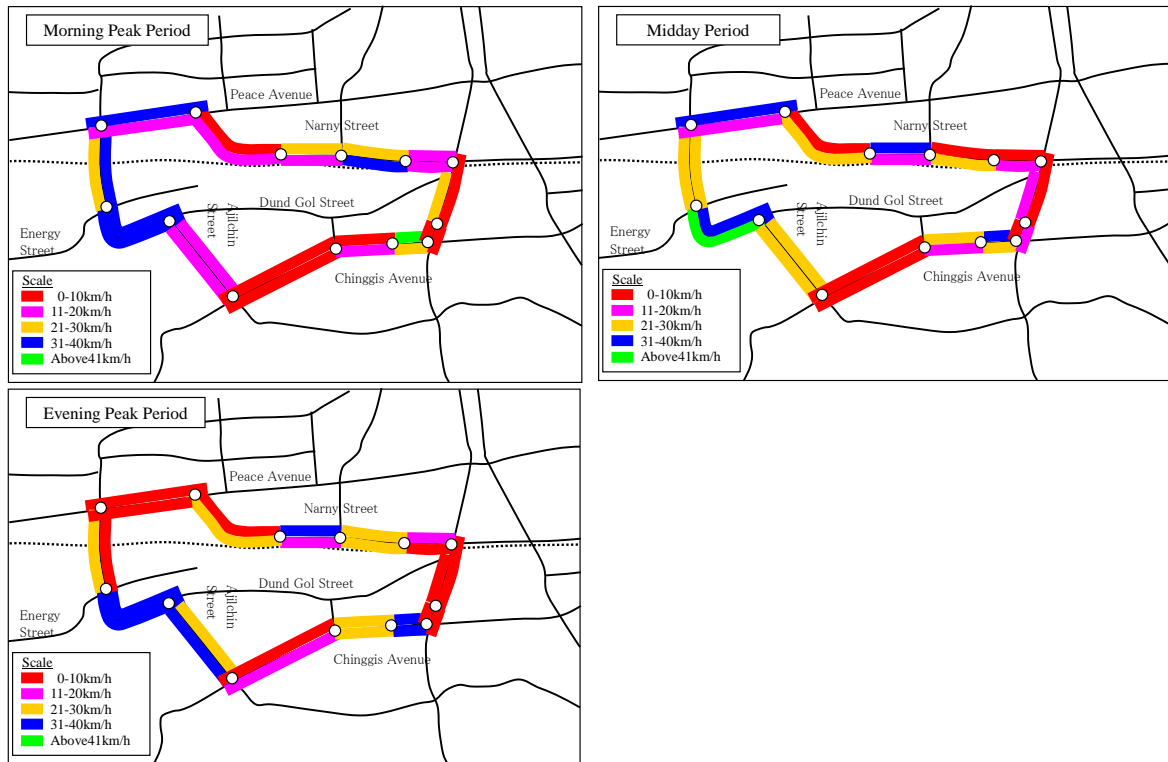 Morning Peak Period
Peace Avenue
Narny Street
Dund Gol Street
Ajilchin
Street
Energy
Street
Chinggis Avenue
Scale
0-10km/h
11-20km/h
21-30km/h
31-40km/h
Above41km/h
Midday Period
Peace Avenue
Narny Street
Dund Gol Street
Ajilchin
Street
Energy
Street
Chinggis Avenue
Scale
0-10km/h
11-20km/h
21-30km/h
31-40km/h
Above41km/h
Evening Peak Period
Peace Avenue
Narny Street
Dund Gol Street
Ajilchin
Street
Energy
Street
Chinggis Avenue
Scale
0-10km/h
11-20km/h
21-30km/h
31-40km/h
Above41km/h